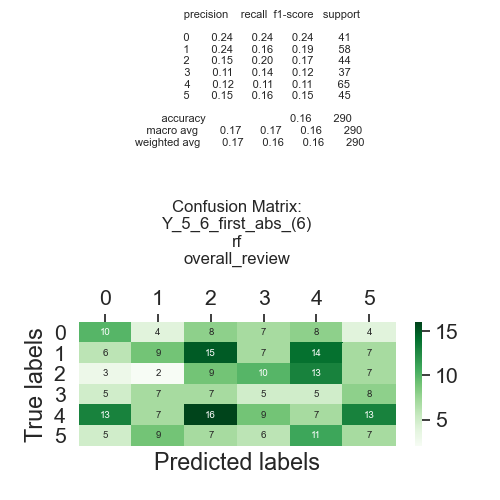 precision recall f1-score support
0 0.24 0.24 0.24 41
1 0.24 0.16 0.19 58
2 0.15 0.20 0.17 44
3 0.11 0.14 0.12 37
4 0.12 0.11 0.11 65
5 0.15 0.16 0.15 45
accuracy 0.16 290
macro avg 0.17 0.17 0.16 290
weighted avg 0.17 0.16 0.16 290
Confusion Matrix:
Y_5_6_first_abs_(6)
rf
overall_review
0 1 2 3 4 5
True labels
0 10 4 8 7 8 4
1 6 9 15 7 14 7
2 3 2 9 10 13 7
3 5 7 7 5 5 8
4 13 7 16 9 7 13
5 5 9 7 6 11 7
Predicted labels
15
10
5